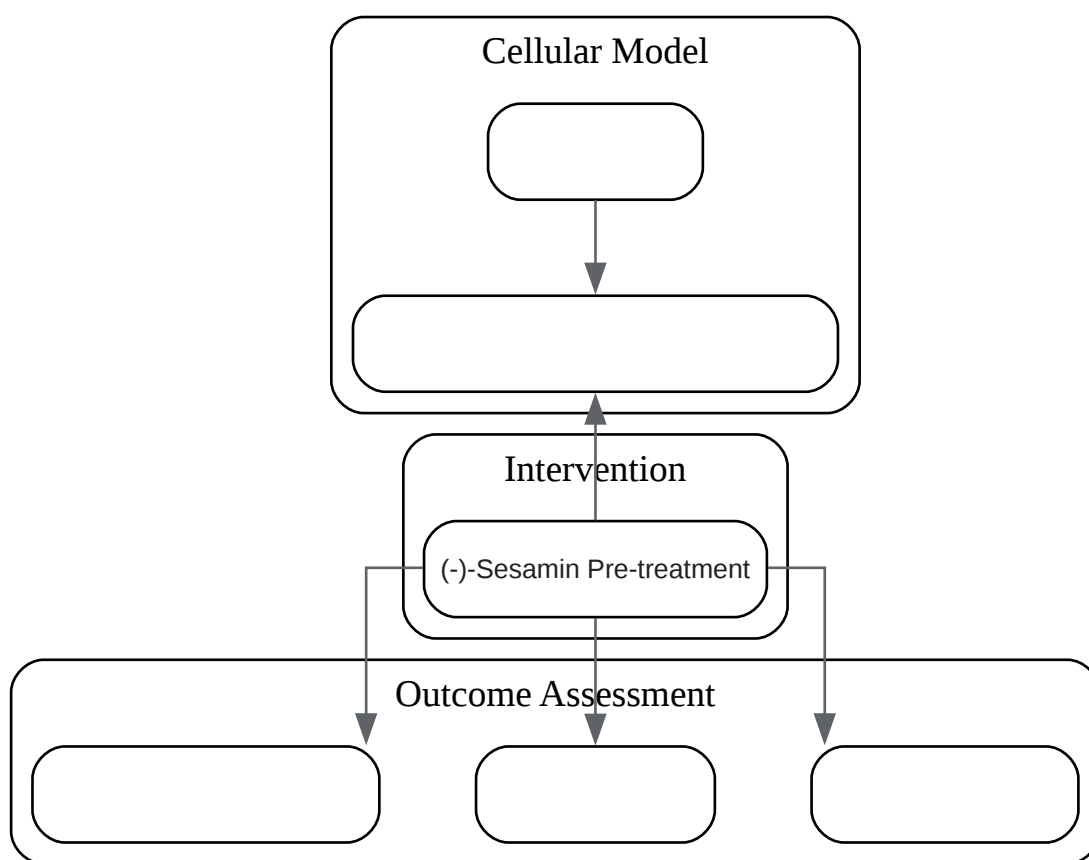 Cellular Model
Intervention
(-)-Sesamin Pre-treatment
Outcome Assessment